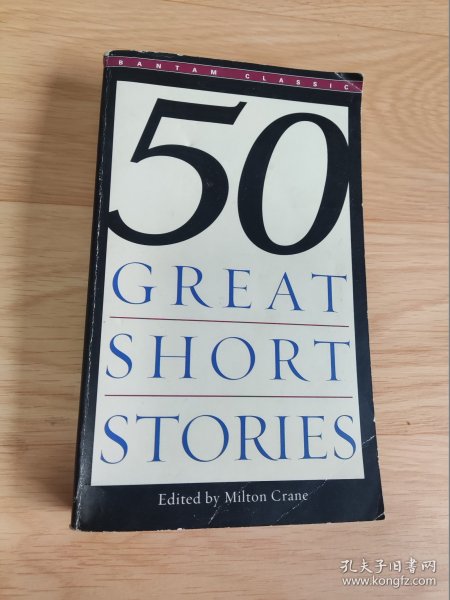 BANTAM CLASSIC
50
GREAT
SHORT
STORIES
Edited by Milton Crane
孔夫子旧书网
www.kongfz.com